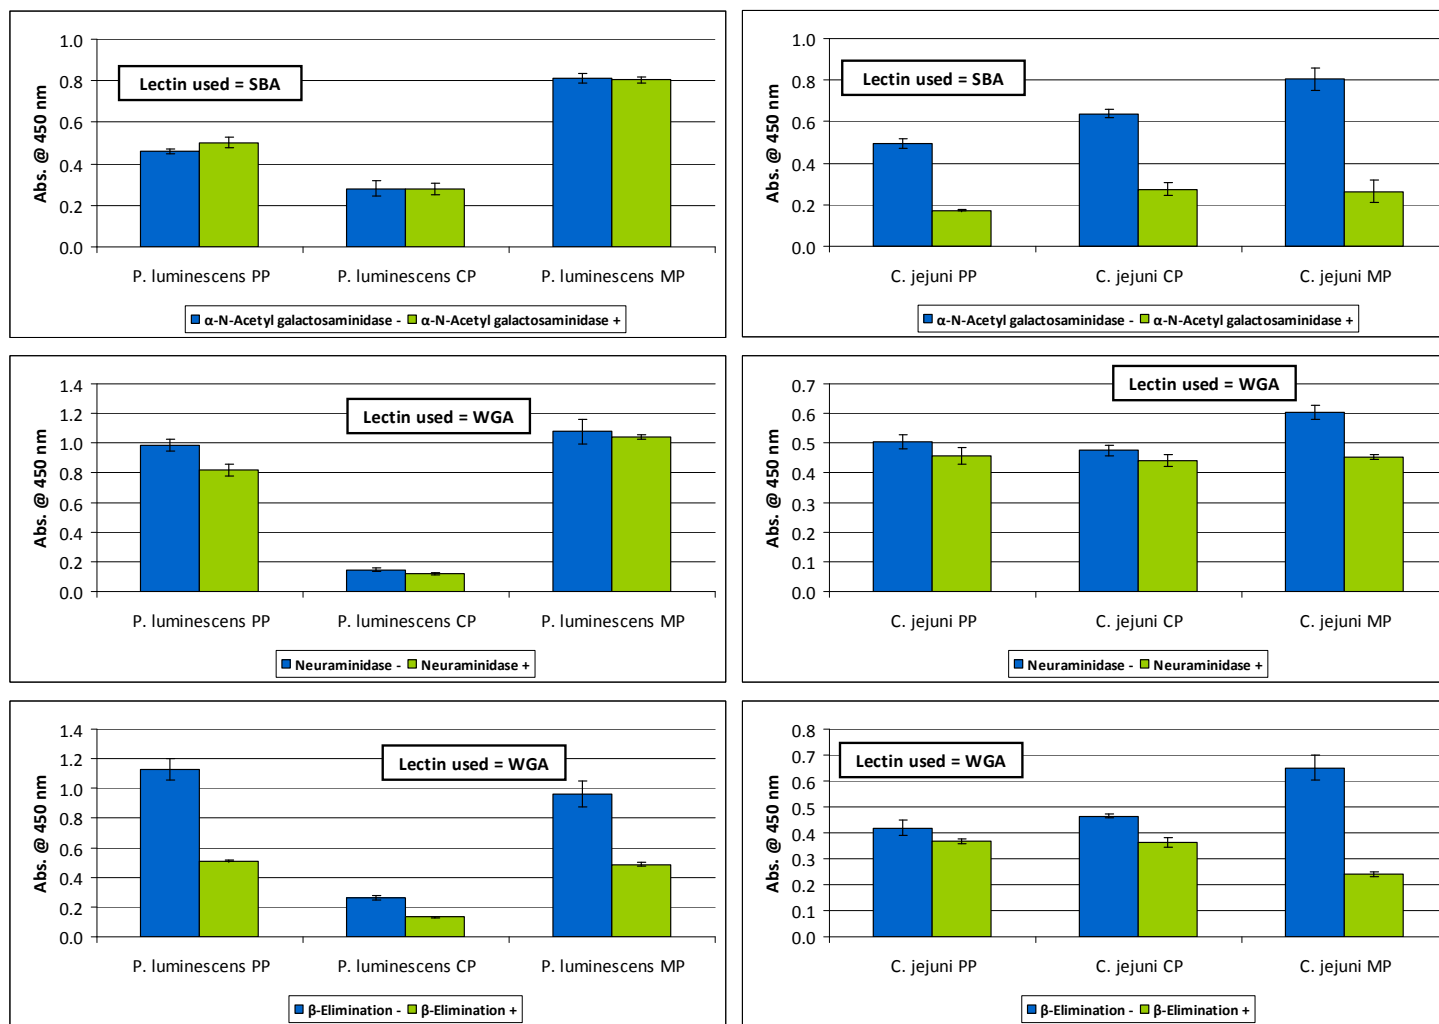 1.0
0.8
0.6
0.4
0.2
0.0
Abs. @ 450 nm
Lectin used = SBA
P. luminescens PP
P. luminescens CP
P. luminescens MP
α-N-Acetyl galactosaminidase -
α-N-Acetyl galactosaminidase +
1.0
0.8
0.6
0.4
0.2
0.0
Abs. @ 450 nm
Lectin used = SBA
C. jejuni PP
C. jejuni CP
C. jejuni MP
α-N-Acetyl galactosaminidase -
α-N-Acetyl galactosaminidase +
1.4
1.2
1.0
0.8
0.6
0.4
0.2
0.0
Abs. @ 450 nm
Lectin used = WGA
P. luminescens PP
P. luminescens CP
P. luminescens MP
Neuraminidase -
Neuraminidase +
0.7
0.6
0.5
0.4
0.3
0.2
0.1
0.0
Abs. @ 450 nm
Lectin used = WGA
C. jejuni PP
C. jejuni CP
C. jejuni MP
Neuraminidase -
Neuraminidase +
1.4
1.2
1.0
0.8
0.6
0.4
0.2
0.0
Abs. @ 450 nm
Lectin used = WGA
P. luminescens PP
P. luminescens CP
P. luminescens MP
β-Elimination -
β-Elimination +
0.8
0.7
0.6
0.5
0.4
0.3
0.2
0.1
0.0
Abs. @ 450 nm
Lectin used = WGA
C. jejuni PP
C. jejuni CP
C. jejuni MP
β-Elimination -
β-Elimination +